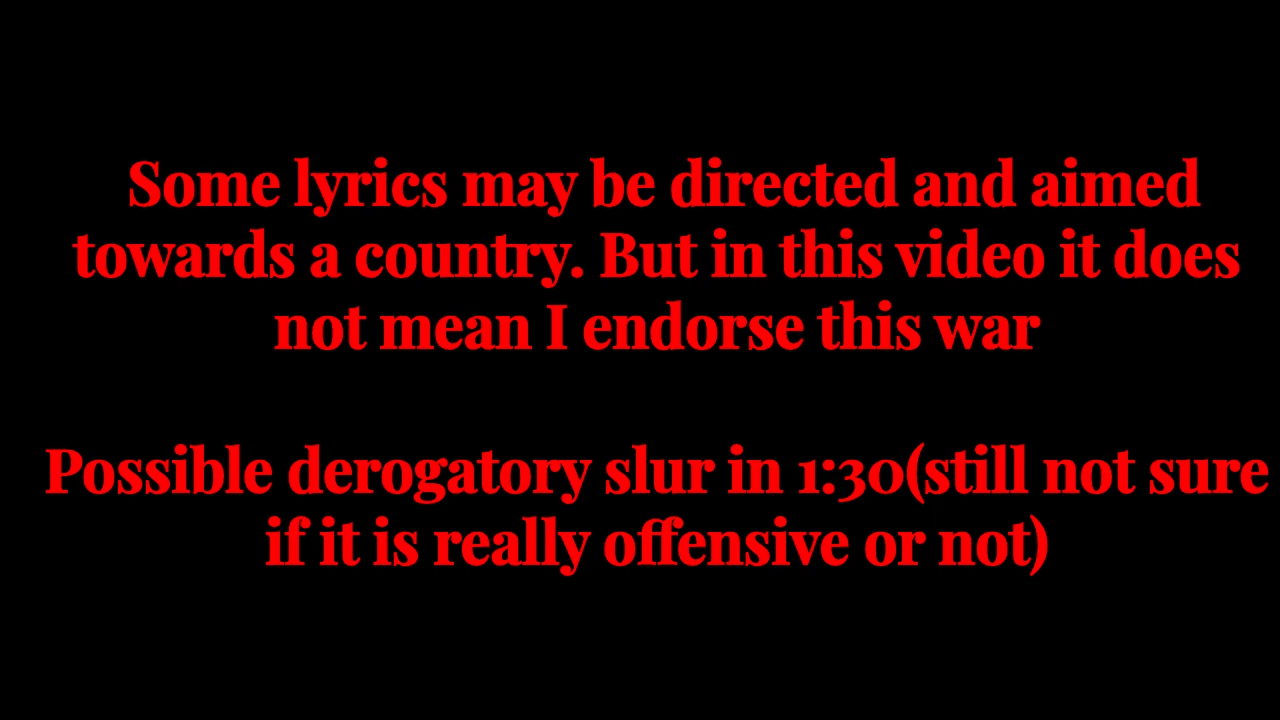 Some lyrics may be directed and aimed
towards a country. But in this video it does
not mean I endorse this war
Possible derogatory slur in 1:30(still not sure
if it is really offensive or not)